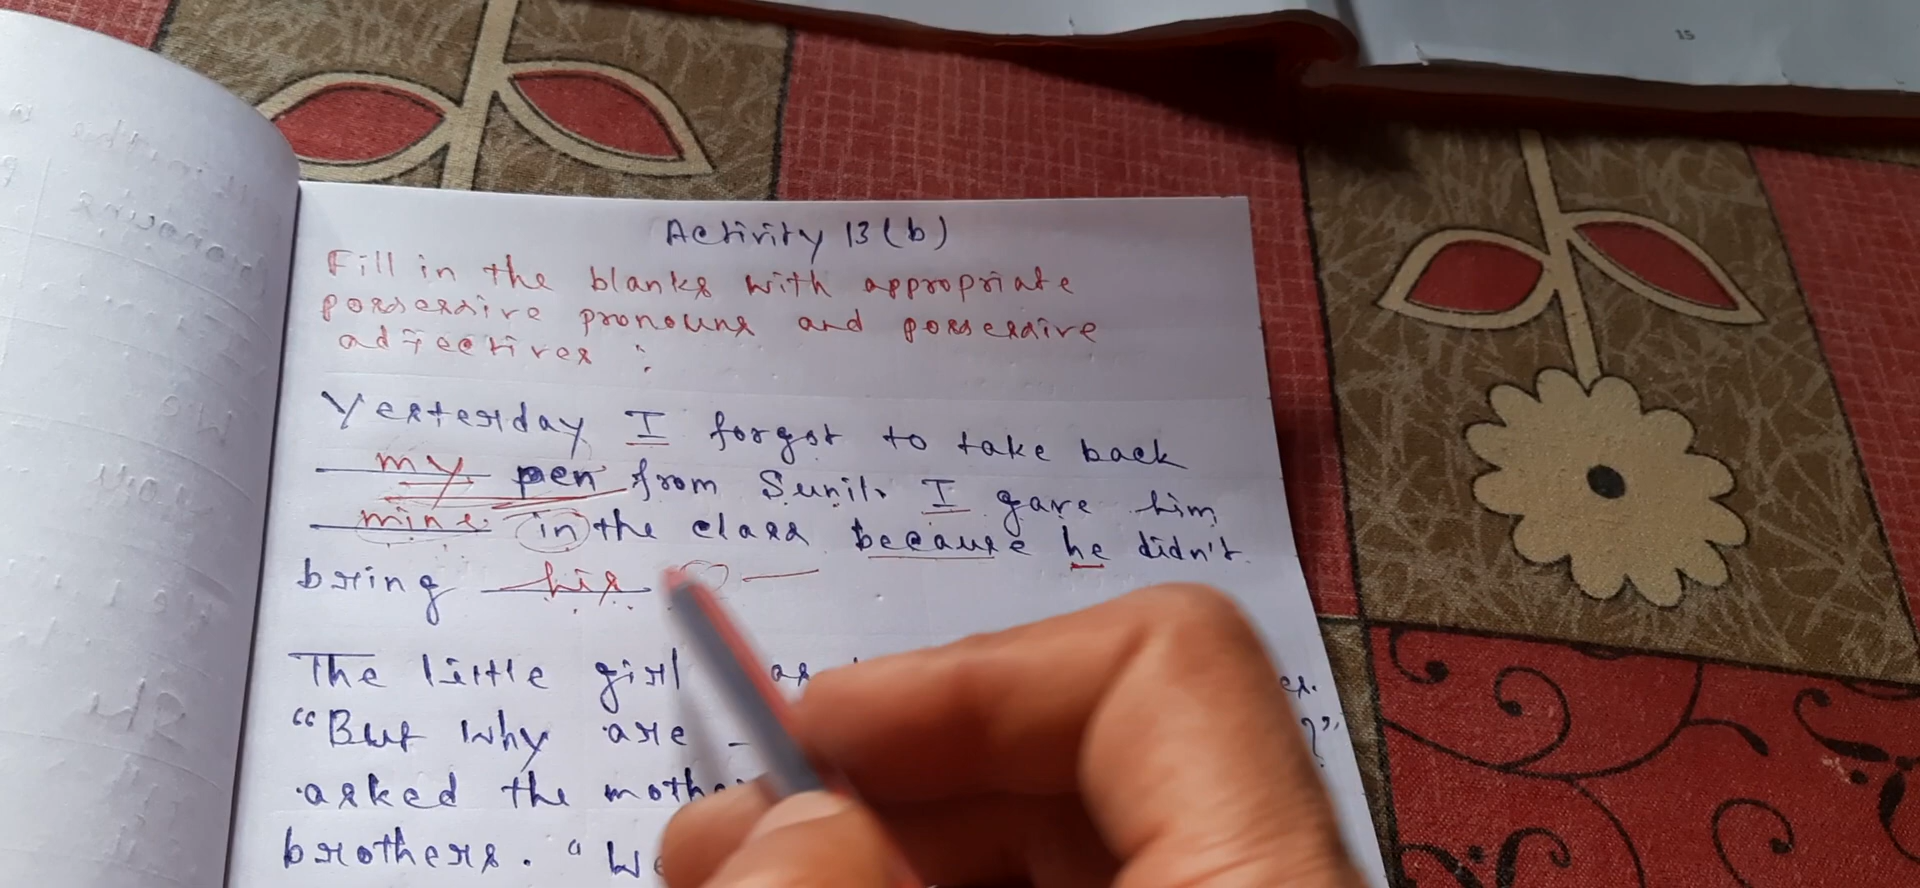 15
Activity 13(b)
Fill in the blanks with appropriate
possessive pronouns and possessive
adjectives :
Yesterday I forgot to take back
my pen from Sunil. I gave him
mine in the class because he didn't
bring his
The little girl
"But why are
asked the
brothers. "